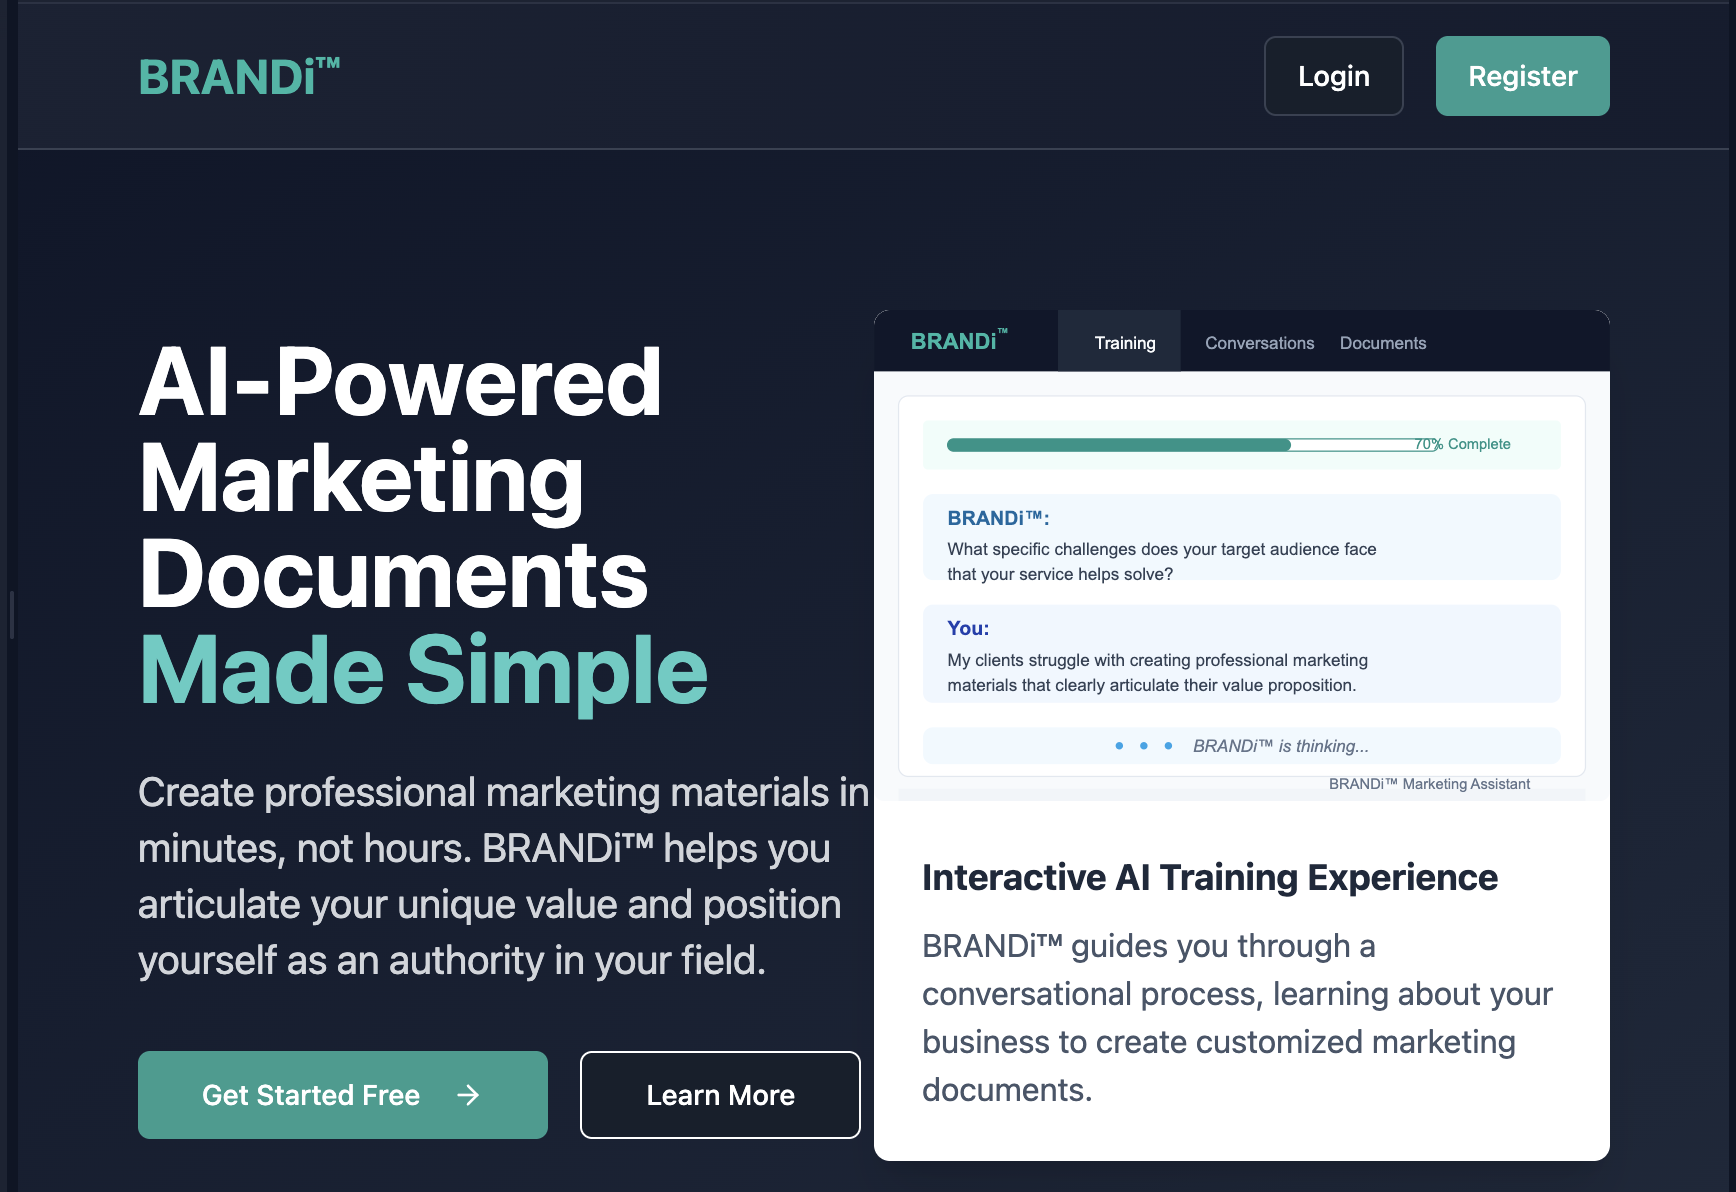 BRANDi™
Login
Register
AI-Powered
Marketing
Documents
Made Simple
Create professional marketing materials in
minutes, not hours. BRANDi™ helps you
articulate your unique value and position
yourself as an authority in your field.
Get Started Free →
Learn More
BRANDi™
Training
Conversations
Documents
70% Complete
BRANDi™:
What specific challenges does your target audience face
that your service helps solve?
You:
My clients struggle with creating professional marketing
materials that clearly articulate their value proposition.
BRANDi™ is thinking...
BRANDi™ Marketing Assistant
Interactive AI Training Experience
BRANDi™ guides you through a
conversational process, learning about your
business to create customized marketing
documents.